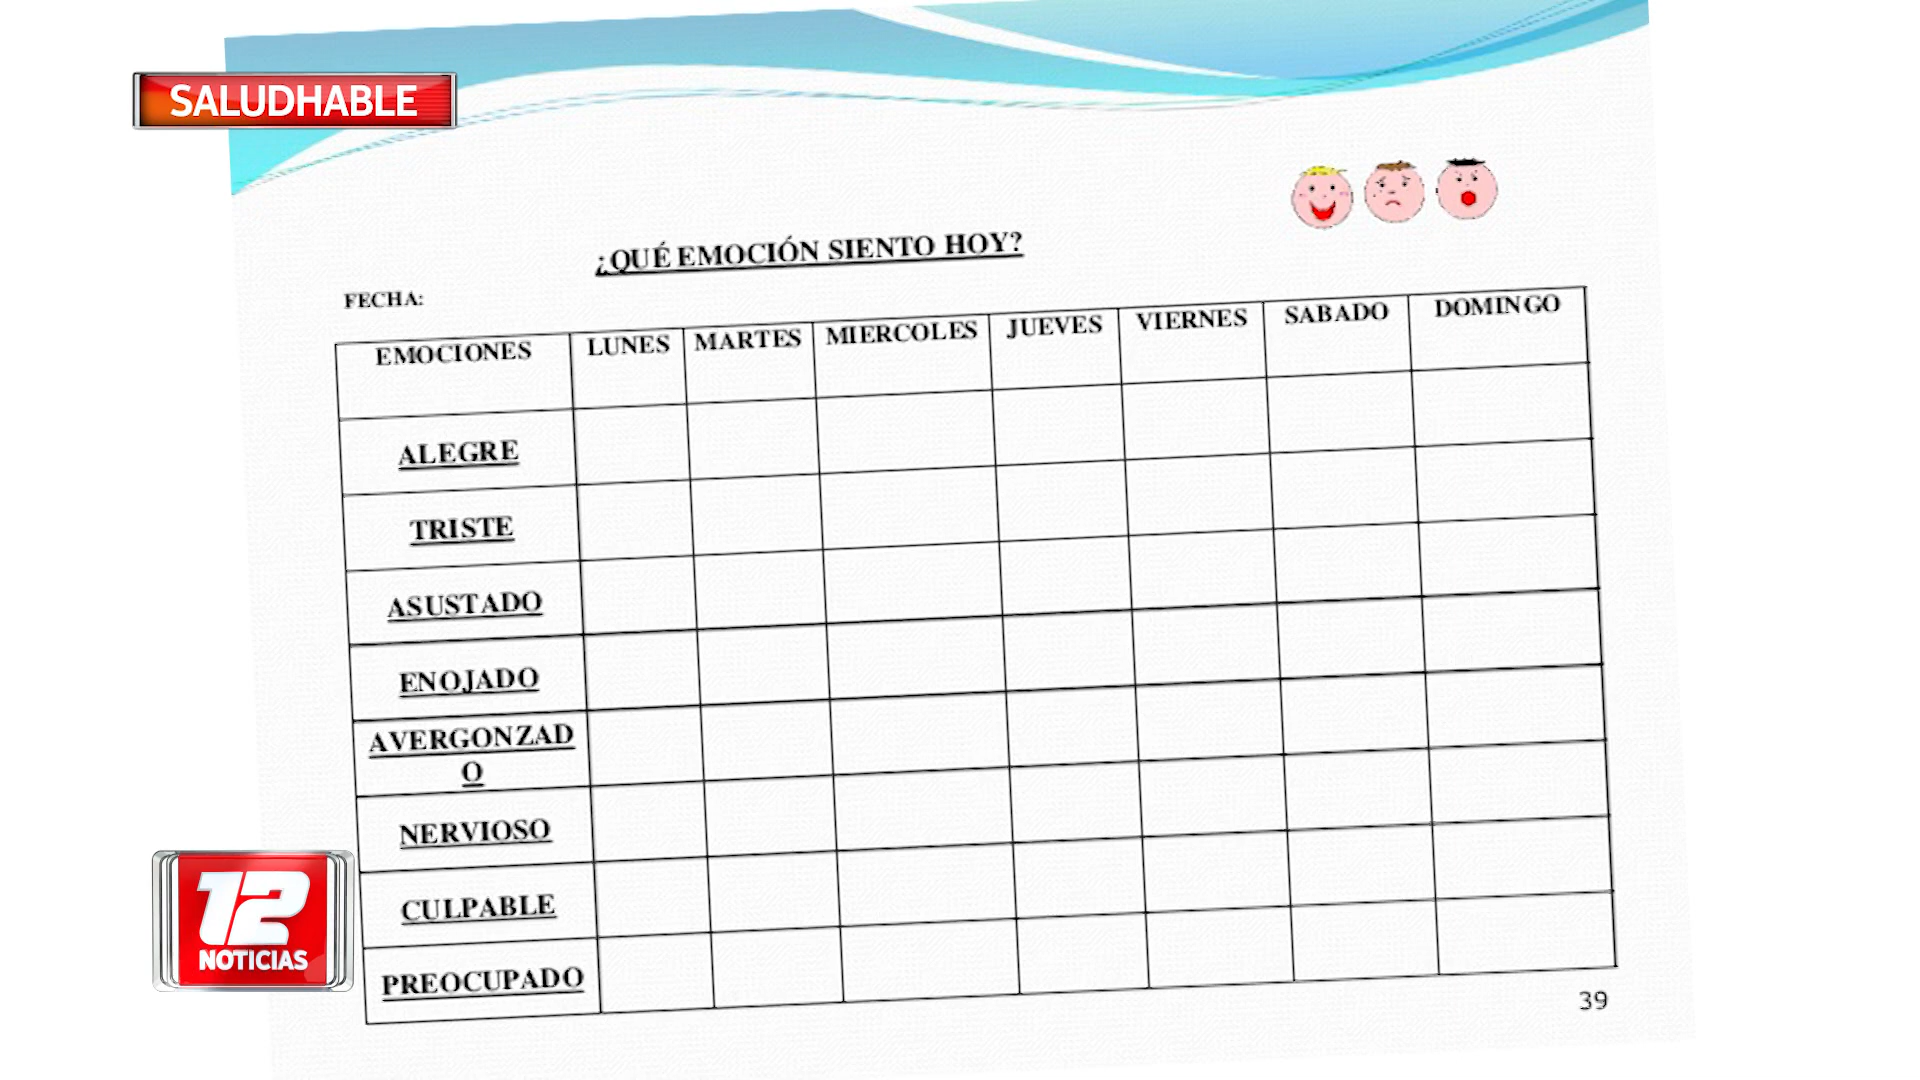 SALUDHABLE
¿QUÉ EMOCIÓN SIENTO HOY?
FECHA:
EMOCIONES LUNES MARTES MIERCOLES JUEVES VIERNES SABADO DOMINGO
ALEGRE
TRISTE
ASUSTADO
ENOJADO
AVERGONZAD
O
NERVIOSO
CULPABLE
PREOCUPADO
39
12
NOTICIAS